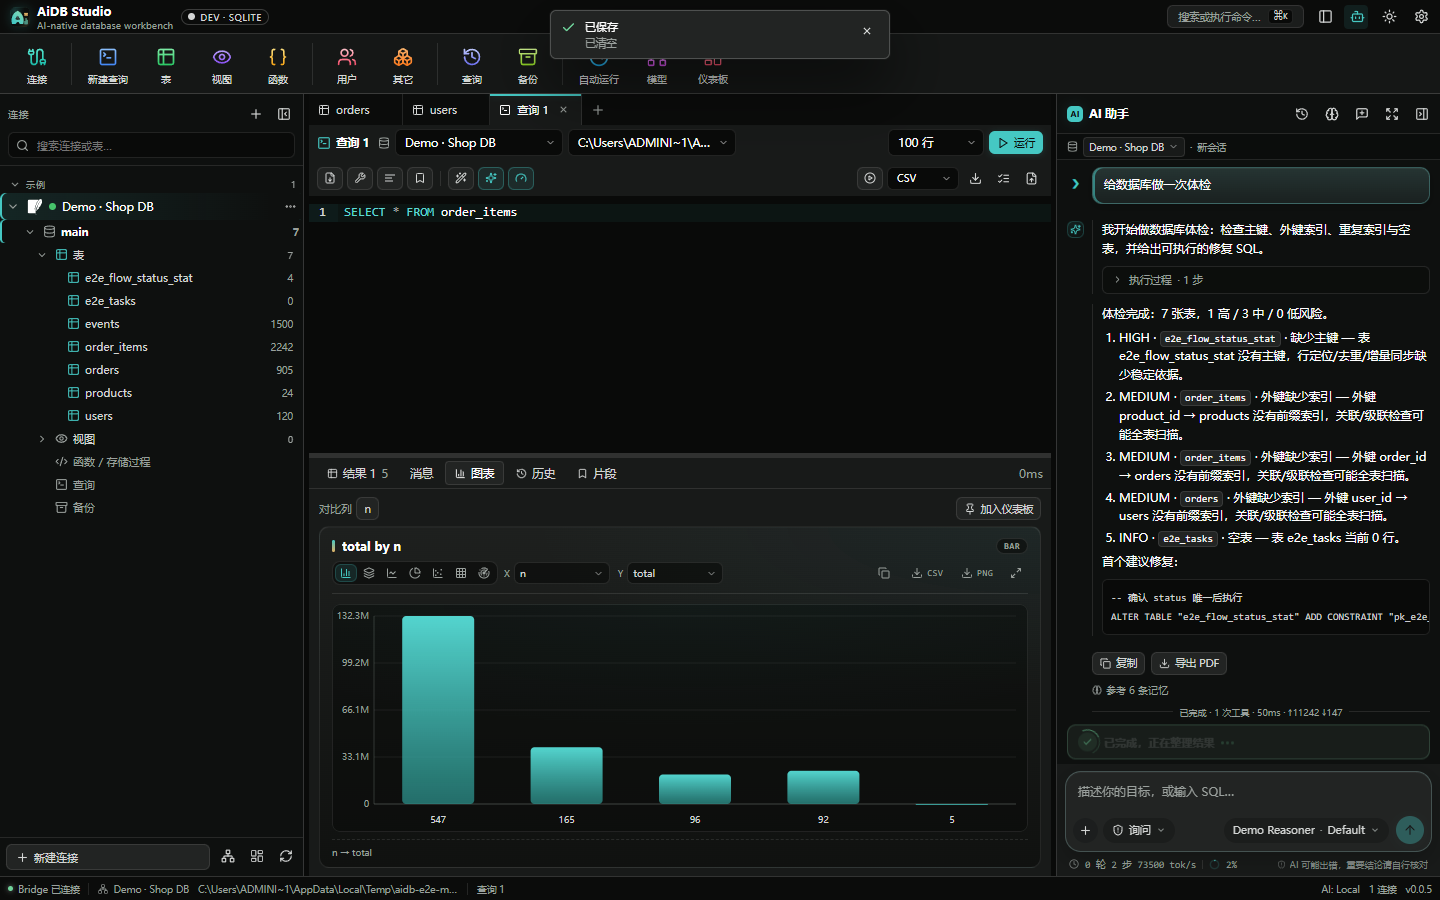 AiDB Studio
AI-native database workbench
DEV · SQLITE
已保存
已清空
搜索或执行命令... ⌘K
连接
新建查询
表
视图
函数
用户
其它
查询
备份
自动运行
模型
仪表板
连接
搜索连接或表...
示例 1
Demo · Shop DB
main 7
表 7
e2e_flow_status_stat 4
e2e_tasks 0
events 1500
order_items 2242
orders 905
products 24
users 120
视图 0
函数 / 存储过程
查询
备份
新建连接
orders
users
查询 1
查询 1
Demo · Shop DB
C:\Users\ADMINI~1\A...
100 行
运行
CSV
1 SELECT * FROM order_items
结果 1 5
消息
图表
历史
片段
0ms
对比列 n
加入仪表板
total by n
BAR
X n
Y total
CSV
PNG
132.3M
99.2M
66.1M
33.1M
0
547 165 96 92 5
n → total
AI AI 助手
Demo · Shop DB · 新会话
给数据库做一次体检
我开始做数据库体检：检查主键、外键索引、重复索引与空
表，并给出可执行的修复 SQL。
执行过程 · 1 步
体检完成：7 张表，1 高 / 3 中 / 0 低风险。
1. HIGH · e2e_flow_status_stat · 缺少主键 — 表
e2e_flow_status_stat 没有主键，行定位/去重/增量同步缺
少稳定依据。
2. MEDIUM · order_items · 外键缺少索引 — 外键
product_id → products 没有前缀索引，关联/级联检查可
能全表扫描。
3. MEDIUM · order_items · 外键缺少索引 — 外键 order_id
→ orders 没有前缀索引，关联/级联检查可能全表扫描。
4. MEDIUM · orders · 外键缺少索引 — 外键 user_id →
users 没有前缀索引，关联/级联检查可能全表扫描。
5. INFO · e2e_tasks · 空表 — 表 e2e_tasks 当前 0 行。
首个建议修复：
-- 确认 status 唯一后执行
ALTER TABLE "e2e_flow_status_stat" ADD CONSTRAINT "pk_e2e_
复制
导出 PDF
参考 6 条记忆
已完成 · 1 次工具 · 50ms · ↑11242 ↓147
已完成，正在整理结果
描述你的目标，或输入 SQL...
询问
Demo Reasoner · Default
0 轮 2 步 73500 tok/s
2%
AI 可能出错，重要结论请自行核对
Bridge 已连接
Demo · Shop DB
C:\Users\ADMINI~1\AppData\Local\Temp\aidb-e2e-m...
查询 1
AI: Local
1 连接
v0.0.5